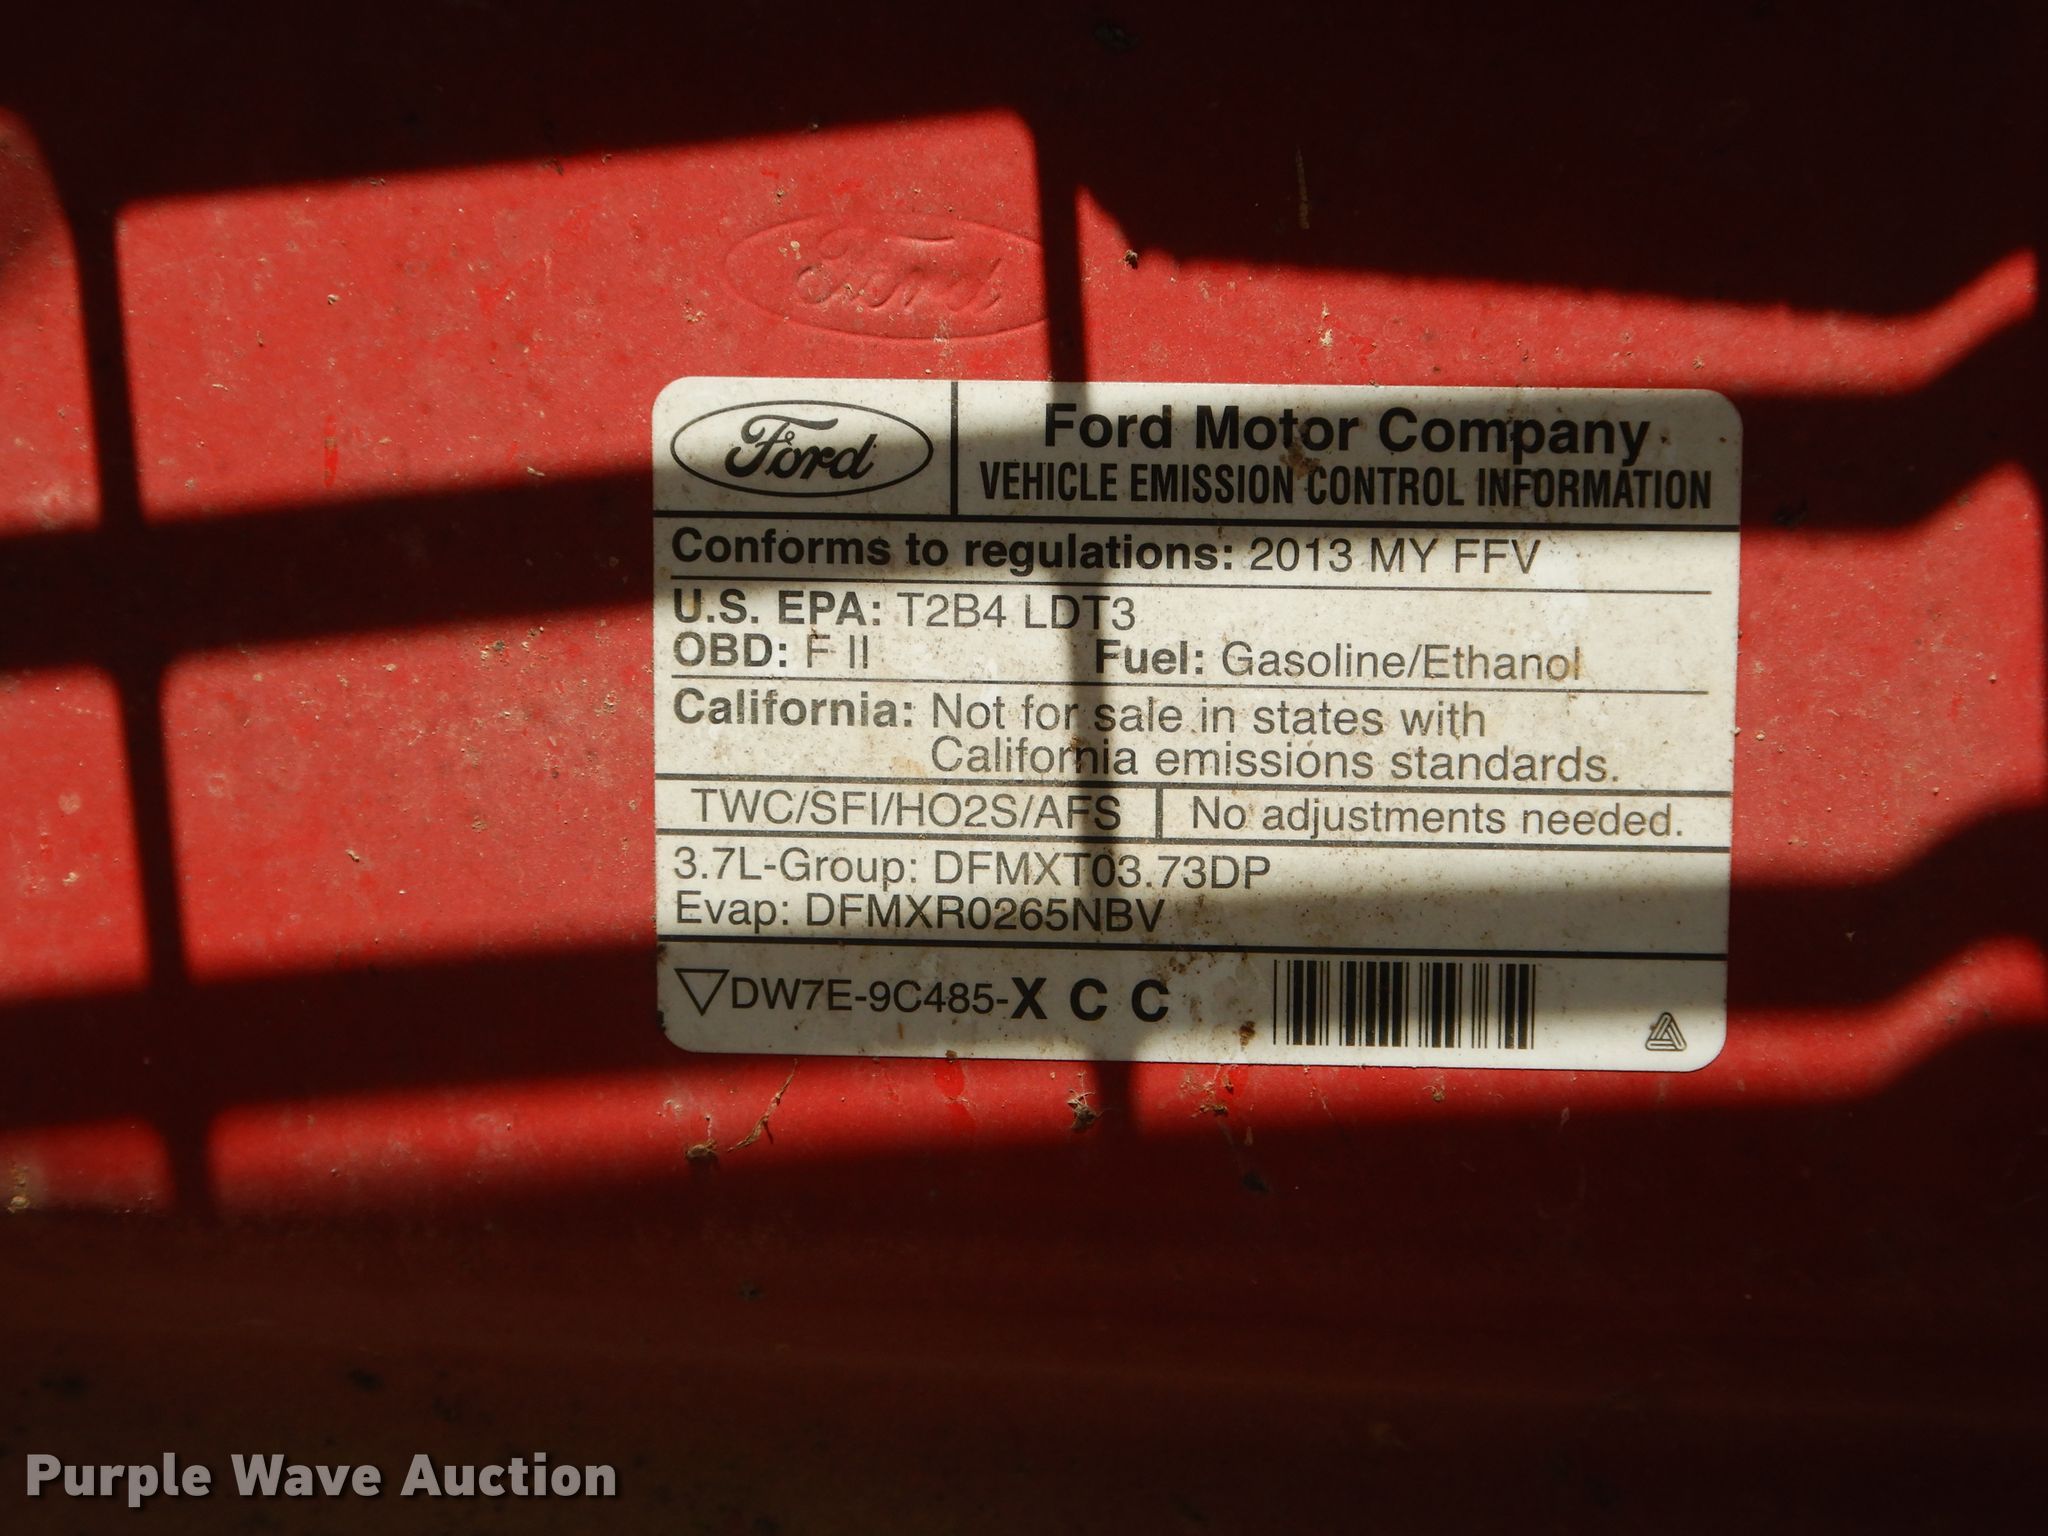 Ford
Ford
Ford Motor Company
VEHICLE EMISSION CONTROL INFORMATION
Conforms to regulations: 2013 MY FFV
U.S. EPA: T2B4 LDT3
OBD: F II Fuel: Gasoline/Ethanol
California: Not for sale in states with
California emissions standards.
TWC/SFI/HO2S/AFS No adjustments needed.
3.7L-Group: DFMXT03.73DP
Evap: DFMXR0265NBV
DW7E-9C485-X C C
Purple Wave Auction